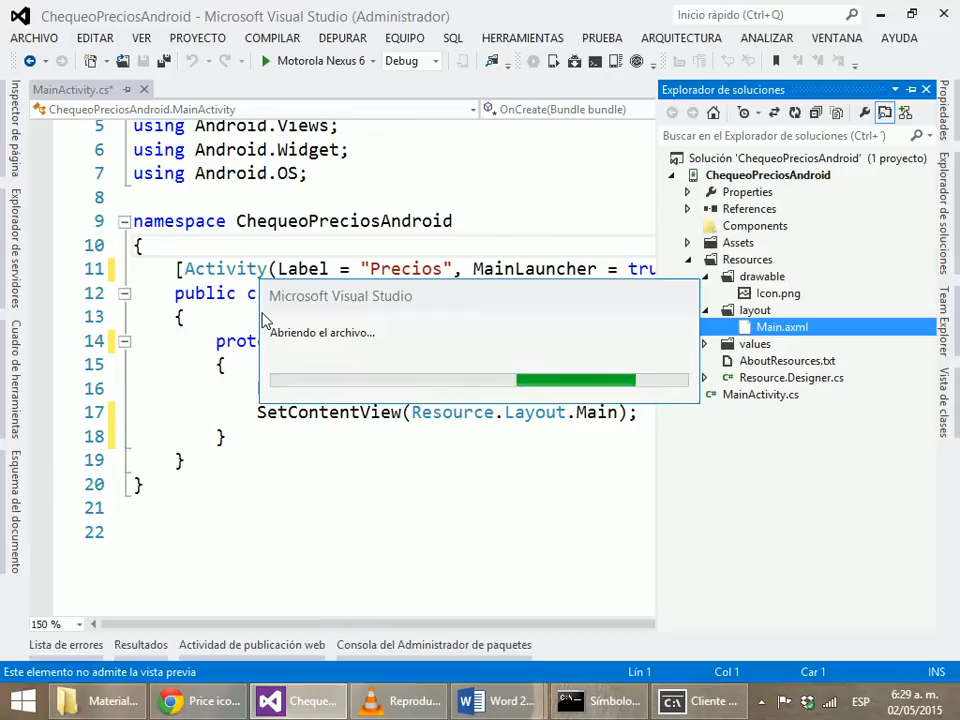 ChequeoPreciosAndroid - Microsoft Visual Studio (Administrador)
Inicio rápido (Ctrl+Q)
ARCHIVO EDITAR VER PROYECTO COMPILAR DEPURAR EQUIPO SQL HERRAMIENTAS PRUEBA ARQUITECTURA ANALIZAR VENTANA AYUDA
Motorola Nexus 6 Debug
Inspector de página
Explorador de servidores
Cuadro de herramientas
Esquema del documento
MainActivity.cs*
ChequeoPreciosAndroid.MainActivity
OnCreate(Bundle bundle)
5 using Android.Views;
6 using Android.Widget;
7 using Android.OS;
8
9 namespace ChequeoPreciosAndroid
10 {
11 [Activity(Label = "Precios", MainLauncher = tru
12 public c
13 {
14 prote
15 {
16
17 SetContentView(Resource.Layout.Main);
18 }
19 }
20 }
21
22
Microsoft Visual Studio
Abriendo el archivo...
150 %
Explorador de soluciones
Buscar en el Explorador de soluciones (Ctrl+´)
Solución 'ChequeoPreciosAndroid' (1 proyecto)
ChequeoPreciosAndroid
Properties
References
Components
Assets
Resources
drawable
Icon.png
layout
Main.axml
values
AboutResources.txt
Resource.Designer.cs
MainActivity.cs
Propiedades
Explorador de soluciones
Team Explorer
Vista de clases
Lista de errores Resultados Actividad de publicación web Consola del Administrador de paquetes
Este elemento no admite la vista previa Lín 1 Col 1 Car 1 INS
Material... Price ico... Cheque... Reprodu... Word 2... Símbolo... Cliente ... ESP
6:29 a. m.
02/05/2015